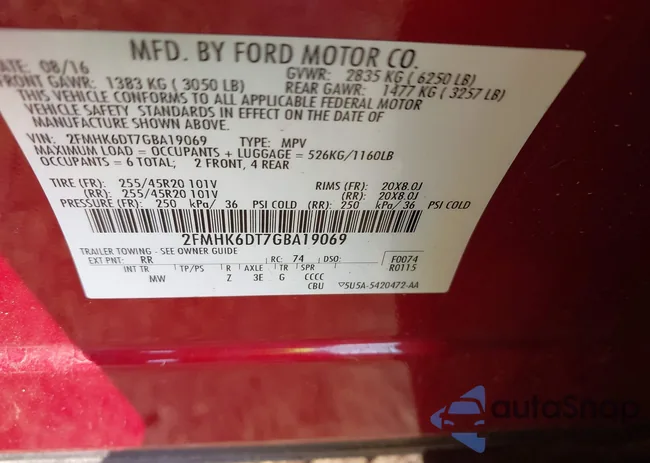 MFD. BY FORD MOTOR CO.
DATE: 08/16 GVWR: 2835 KG ( 6250 LB)
FRONT GAWR: 1383 KG ( 3050 LB) REAR GAWR: 1477 KG ( 3257 LB)
THIS VEHICLE CONFORMS TO ALL APPLICABLE FEDERAL MOTOR
VEHICLE SAFETY STANDARDS IN EFFECT ON THE DATE OF
MANUFACTURE SHOWN ABOVE.
VIN: 2FMHK6DT7GBA19069 TYPE: MPV
MAXIMUM LOAD = OCCUPANTS + LUGGAGE = 526KG/1160LB
OCCUPANTS = 6 TOTAL; 2 FRONT, 4 REAR
TIRE (FR): 255/45R20 101V RIMS (FR): 20X8.0J
(RR): 255/45R20 101V (RR): 20X8.0J
PRESSURE (FR): 250 kPa/ 36 PSI COLD (RR): 250 kPa/ 36 PSI COLD
2FMHK6DT7GBA19069
TRAILER TOWING - SEE OWNER GUIDE
EXT PNT: RR RC: 74 DSO: F0074
R0115
INT TR TP/PS R AXLE TR SPR
MW Z 3E G CCCC
CBU 5U5A-5420472-AA
autoSnap